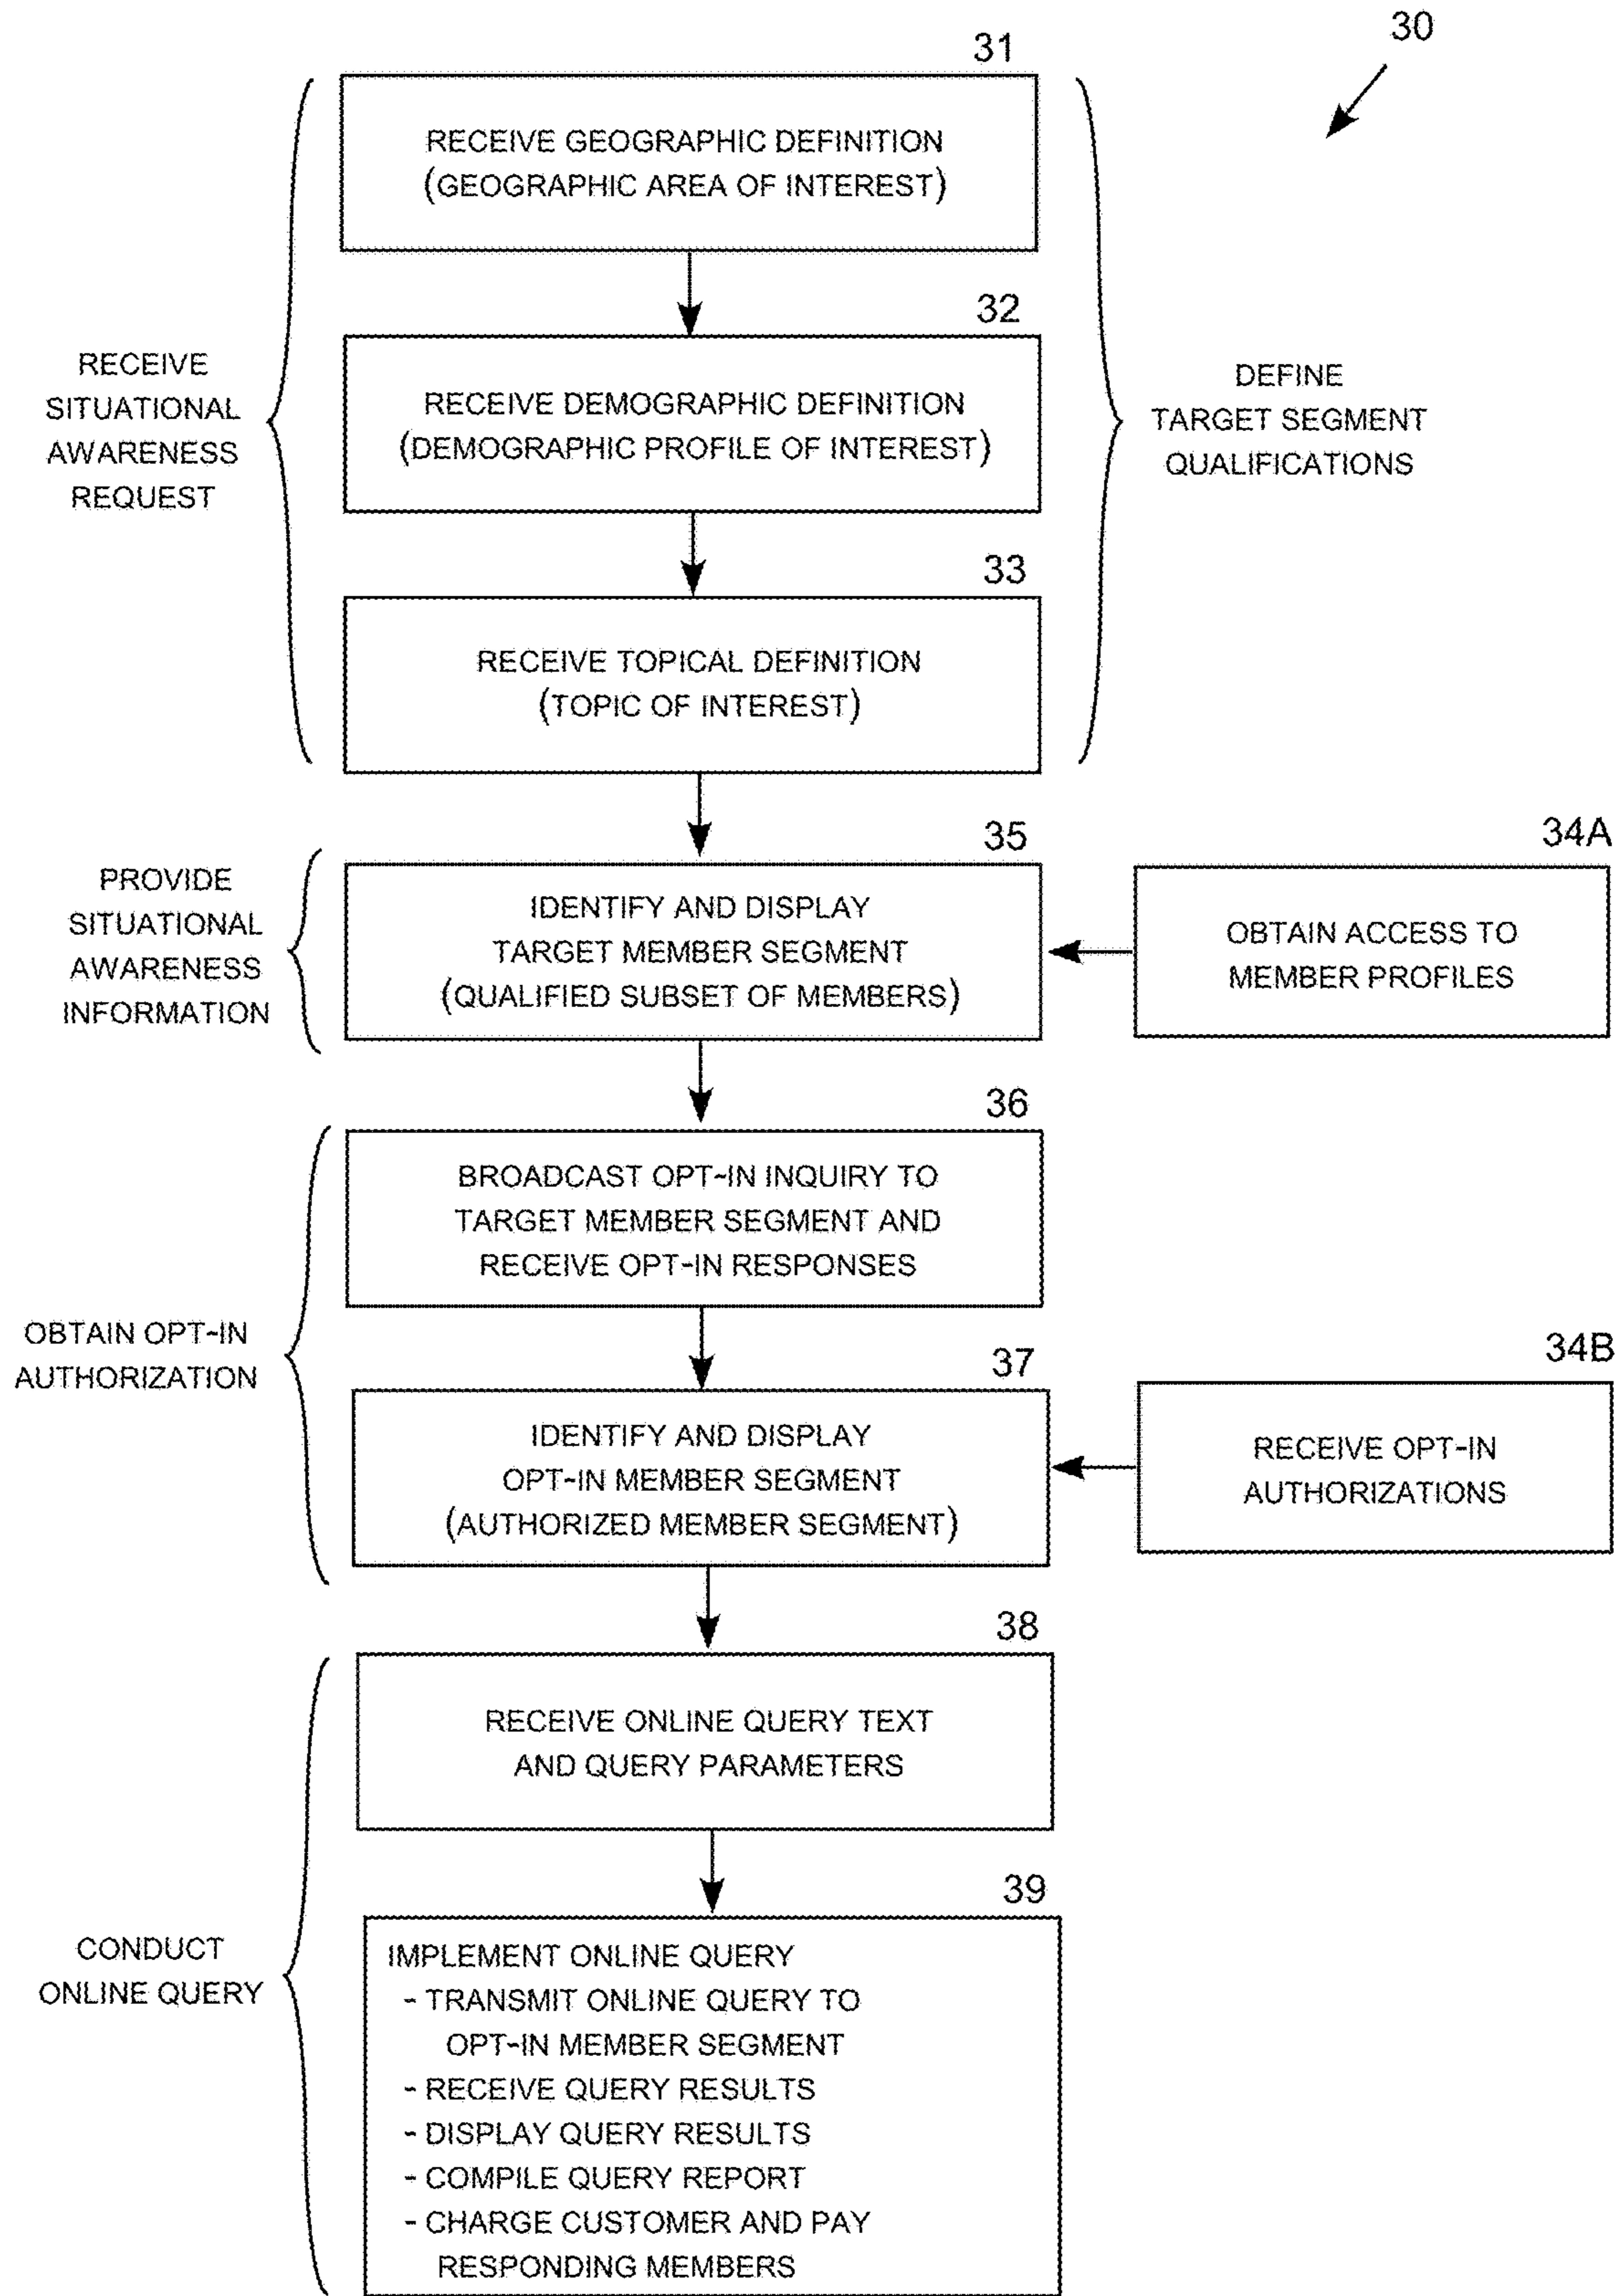 30
31
RECEIVE GEOGRAPHIC DEFINITION
(GEOGRAPHIC AREA OF INTEREST)
32
RECEIVE
SITUATIONAL
AWARENESS
REQUEST
RECEIVE DEMOGRAPHIC DEFINITION
(DEMOGRAPHIC PROFILE OF INTEREST)
DEFINE
TARGET SEGMENT
QUALIFICATIONS
33
RECEIVE TOPICAL DEFINITION
(TOPIC OF INTEREST)
35
34A
PROVIDE
SITUATIONAL
AWARENESS
INFORMATION
IDENTIFY AND DISPLAY
TARGET MEMBER SEGMENT
(QUALIFIED SUBSET OF MEMBERS)
OBTAIN ACCESS TO
MEMBER PROFILES
36
BROADCAST OPT-IN INQUIRY TO
TARGET MEMBER SEGMENT AND
RECEIVE OPT-IN RESPONSES
OBTAIN OPT-IN
AUTHORIZATION
37
34B
IDENTIFY AND DISPLAY
OPT-IN MEMBER SEGMENT
(AUTHORIZED MEMBER SEGMENT)
RECEIVE OPT-IN
AUTHORIZATIONS
38
RECEIVE ONLINE QUERY TEXT
AND QUERY PARAMETERS
39
CONDUCT
ONLINE QUERY
IMPLEMENT ONLINE QUERY
- TRANSMIT ONLINE QUERY TO
OPT-IN MEMBER SEGMENT
- RECEIVE QUERY RESULTS
- DISPLAY QUERY RESULTS
- COMPILE QUERY REPORT
- CHARGE CUSTOMER AND PAY
RESPONDING MEMBERS